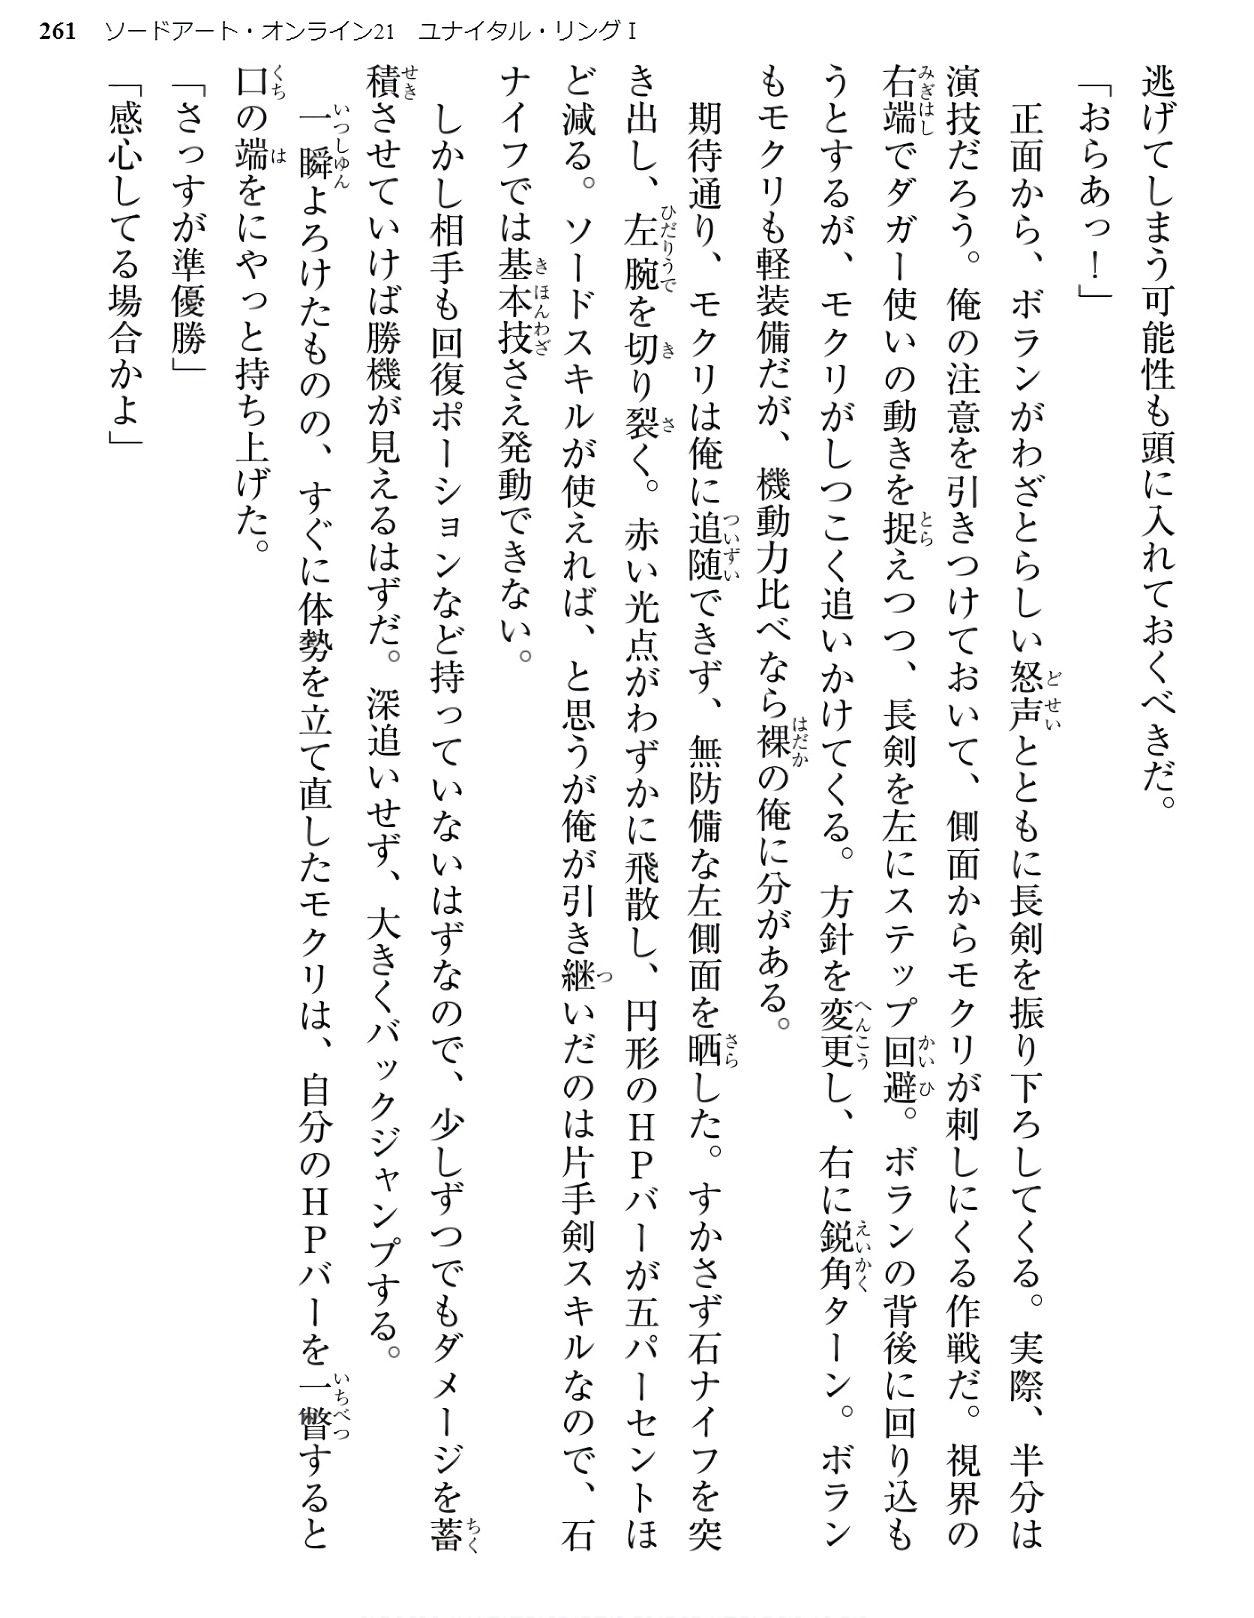 261 ソードアート・オンライン21 ユナイタル・リングⅠ
逃げてしまう可能性も頭に入れておくべきだ。
「おらあっ！」
　正面から、ボランがわざとらしい怒声とともに長剣を振り下ろしてくる。実際、半分は
演技だろう。俺の注意を引きつけておいて、側面からモクリが刺しにくる作戦だ。視界の
右端でダガー使いの動きを捉えつつ、長剣を左にステップ回避。ボランの背後に回り込も
うとするが、モクリがしつこく追いかけてくる。方針を変更し、右に鋭角ターン。ボラン
もモクリも軽装備だが、機動力比べなら裸の俺に分がある。
　期待通り、モクリは俺に追随できず、無防備な左側面を晒した。すかさず石ナイフを突
き出し、左腕を切り裂く。赤い光点がわずかに飛散し、円形のＨＰバーが五パーセントほ
ど減る。ソードスキルが使えれば、と思うが俺が引き継いだのは片手剣スキルなので、石
ナイフでは基本技さえ発動できない。
　しかし相手も回復ポーションなど持っていないはずなので、少しずつでもダメージを蓄
積させていけば勝機が見えるはずだ。深追いせず、大きくバックジャンプする。
　一瞬よろけたものの、すぐに体勢を立て直したモクリは、自分のＨＰバーを一瞥すると
口の端をにやっと持ち上げた。
「さっすが準優勝」
「感心してる場合かよ」